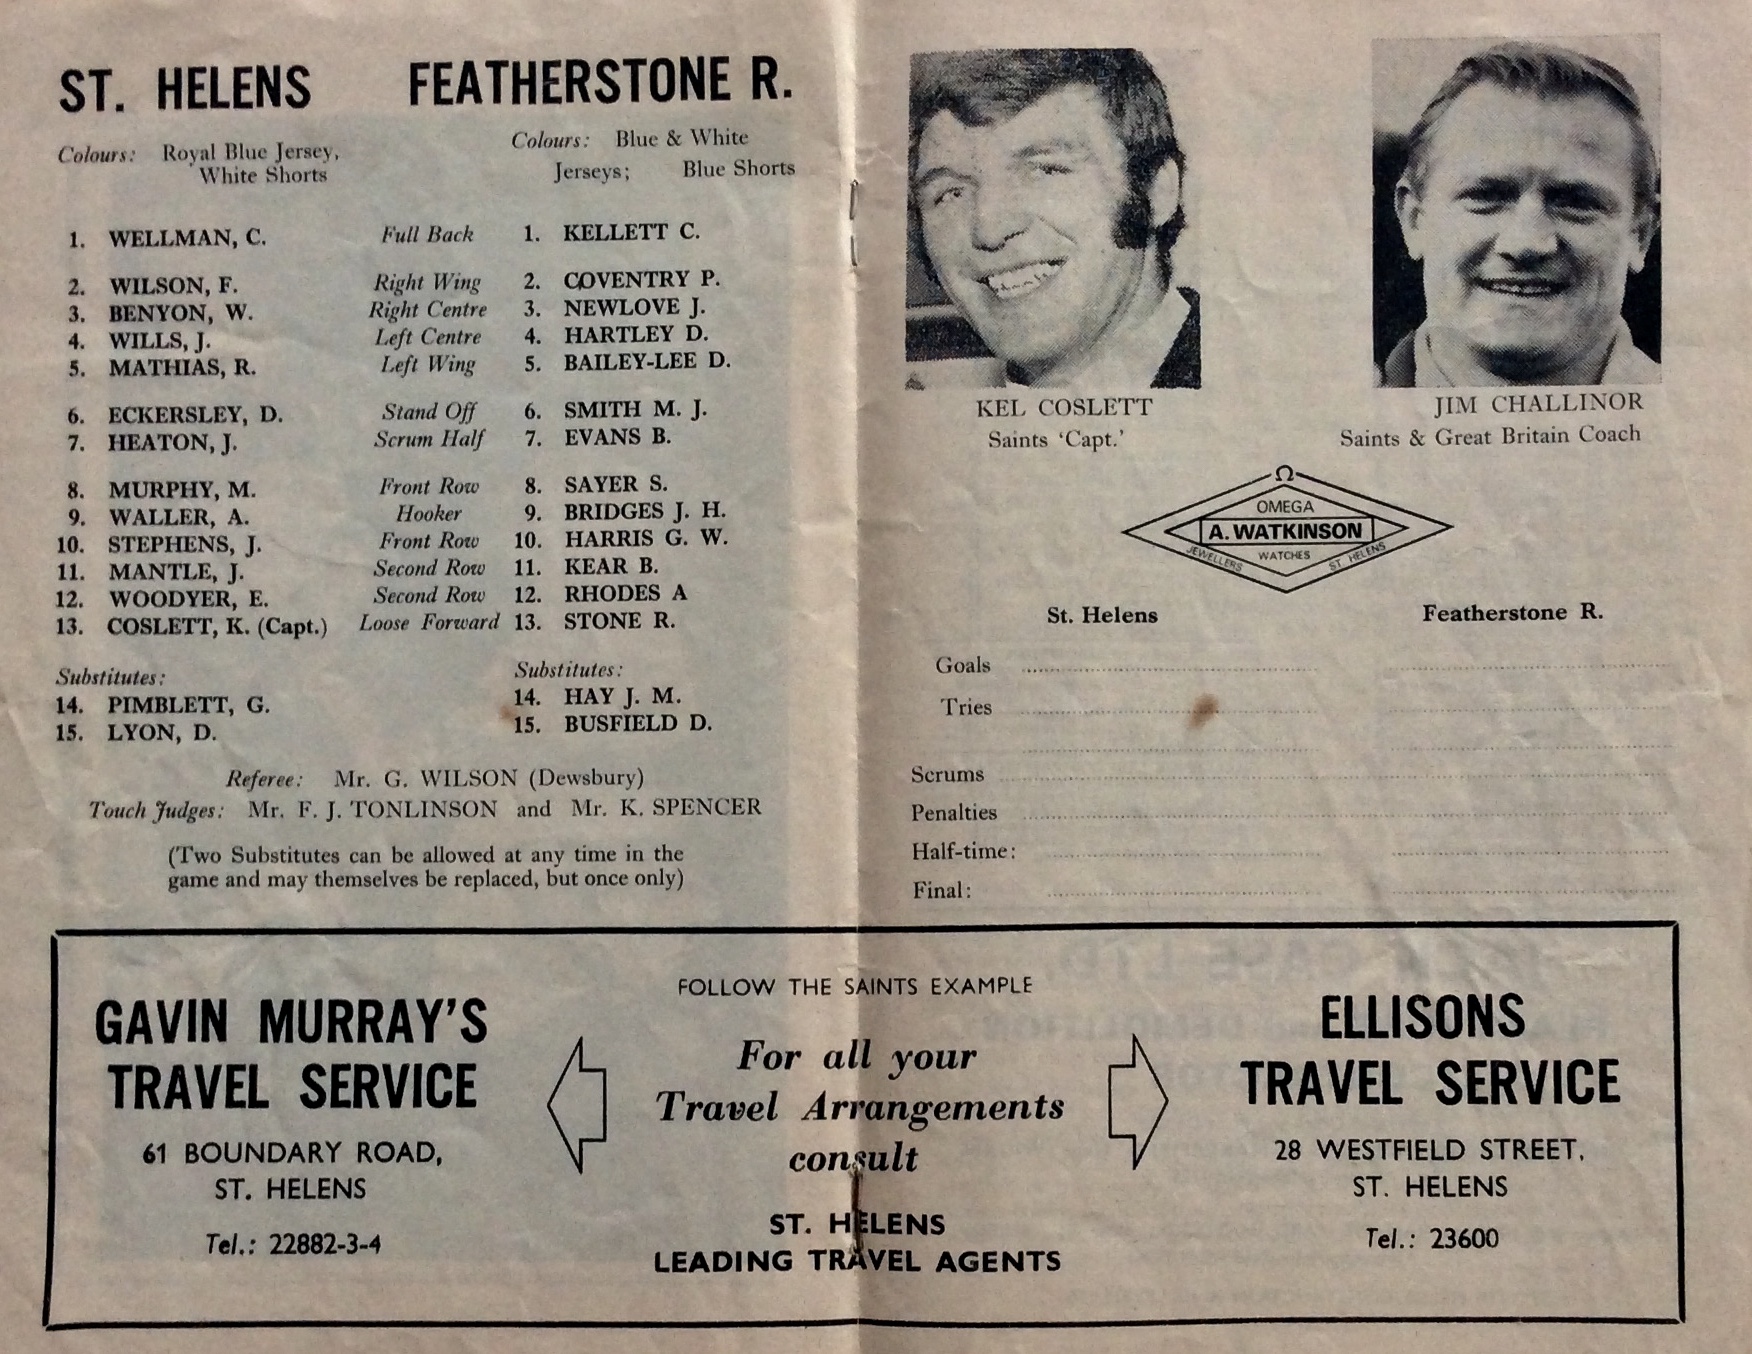 ST. HELENS FEATHERSTONE R.
Colours: Royal Blue Jersey,
White Shorts
Colours: Blue & White
Jerseys; Blue Shorts
1. WELLMAN, C. Full Back 1. KELLETT C.
2. WILSON, F. Right Wing 2. COVENTRY P.
3. BENYON, W. Right Centre 3. NEWLOVE J.
4. WILLS, J. Left Centre 4. HARTLEY D.
5. MATHIAS, R. Left Wing 5. BAILEY-LEE D.
6. ECKERSLEY, D. Stand Off 6. SMITH M. J.
7. HEATON, J. Scrum Half 7. EVANS B.
8. MURPHY, M. Front Row 8. SAYER S.
9. WALLER, A. Hooker 9. BRIDGES J. H.
10. STEPHENS, J. Front Row 10. HARRIS G. W.
11. MANTLE, J. Second Row 11. KEAR B.
12. WOODYER, E. Second Row 12. RHODES A
13. COSLETT, K. (Capt.) Loose Forward 13. STONE R.
Substitutes: Substitutes:
14. PIMBLETT, G. 14. HAY J. M.
15. LYON, D. 15. BUSFIELD D.
Referee: Mr. G. WILSON (Dewsbury)
Touch Judges: Mr. F. J. TONLINSON and Mr. K. SPENCER
(Two Substitutes can be allowed at any time in the
game and may themselves be replaced, but once only)
KEL COSLETT
Saints 'Capt.'
JIM CHALLINOR
Saints & Great Britain Coach
Ω
OMEGA
A. WATKINSON
JEWELLERS WATCHES ST HELENS
St. Helens Featherstone R.
Goals
Tries
Scrums
Penalties
Half-time:
Final:
GAVIN MURRAY'S
TRAVEL SERVICE
61 BOUNDARY ROAD,
ST. HELENS
Tel.: 22882-3-4
FOLLOW THE SAINTS EXAMPLE
For all your
Travel Arrangements
consult
ST. HELENS
LEADING TRAVEL AGENTS
ELLISONS
TRAVEL SERVICE
28 WESTFIELD STREET,
ST. HELENS
Tel.: 23600